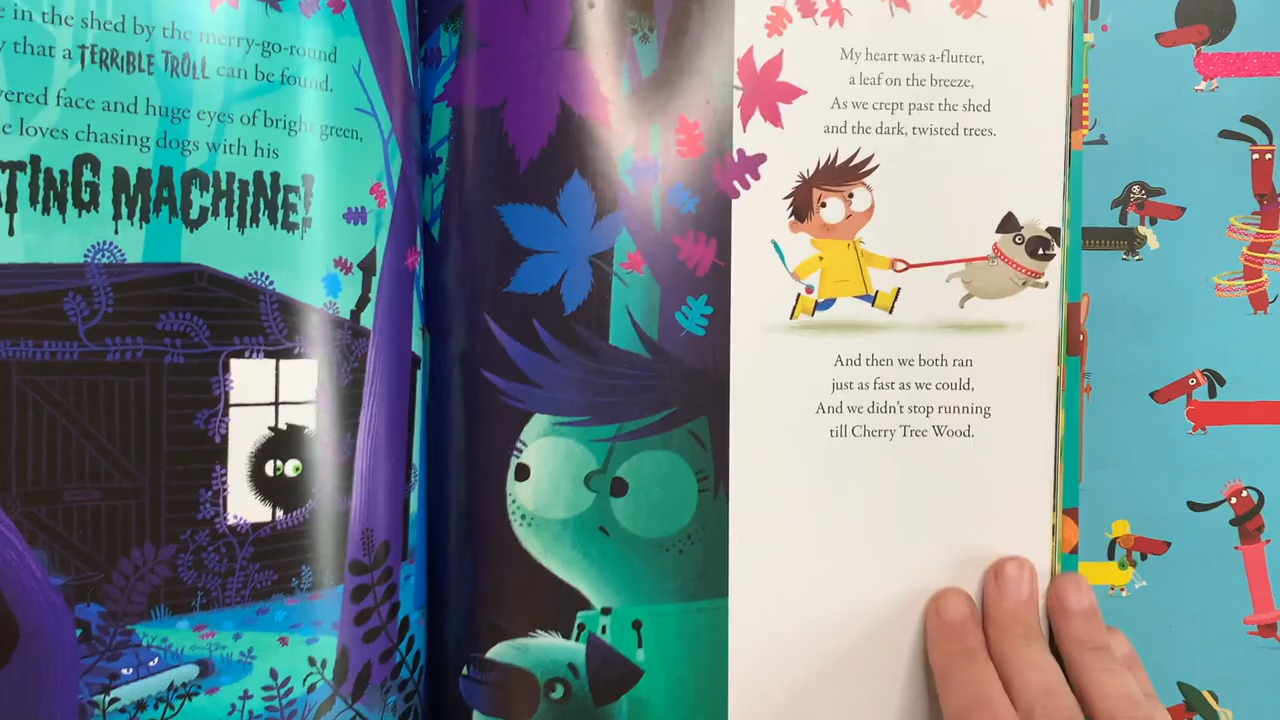 in the shed by the merry-go-round
that a TERRIBLE TROLL can be found.
face and huge eyes of bright green,
loves chasing dogs with his
MACHINE!
My heart was a-flutter,
a leaf on the breeze,
As we crept past the shed
and the dark, twisted trees.
And then we both ran
just as fast as we could,
And we didn't stop running
till Cherry Tree Wood.